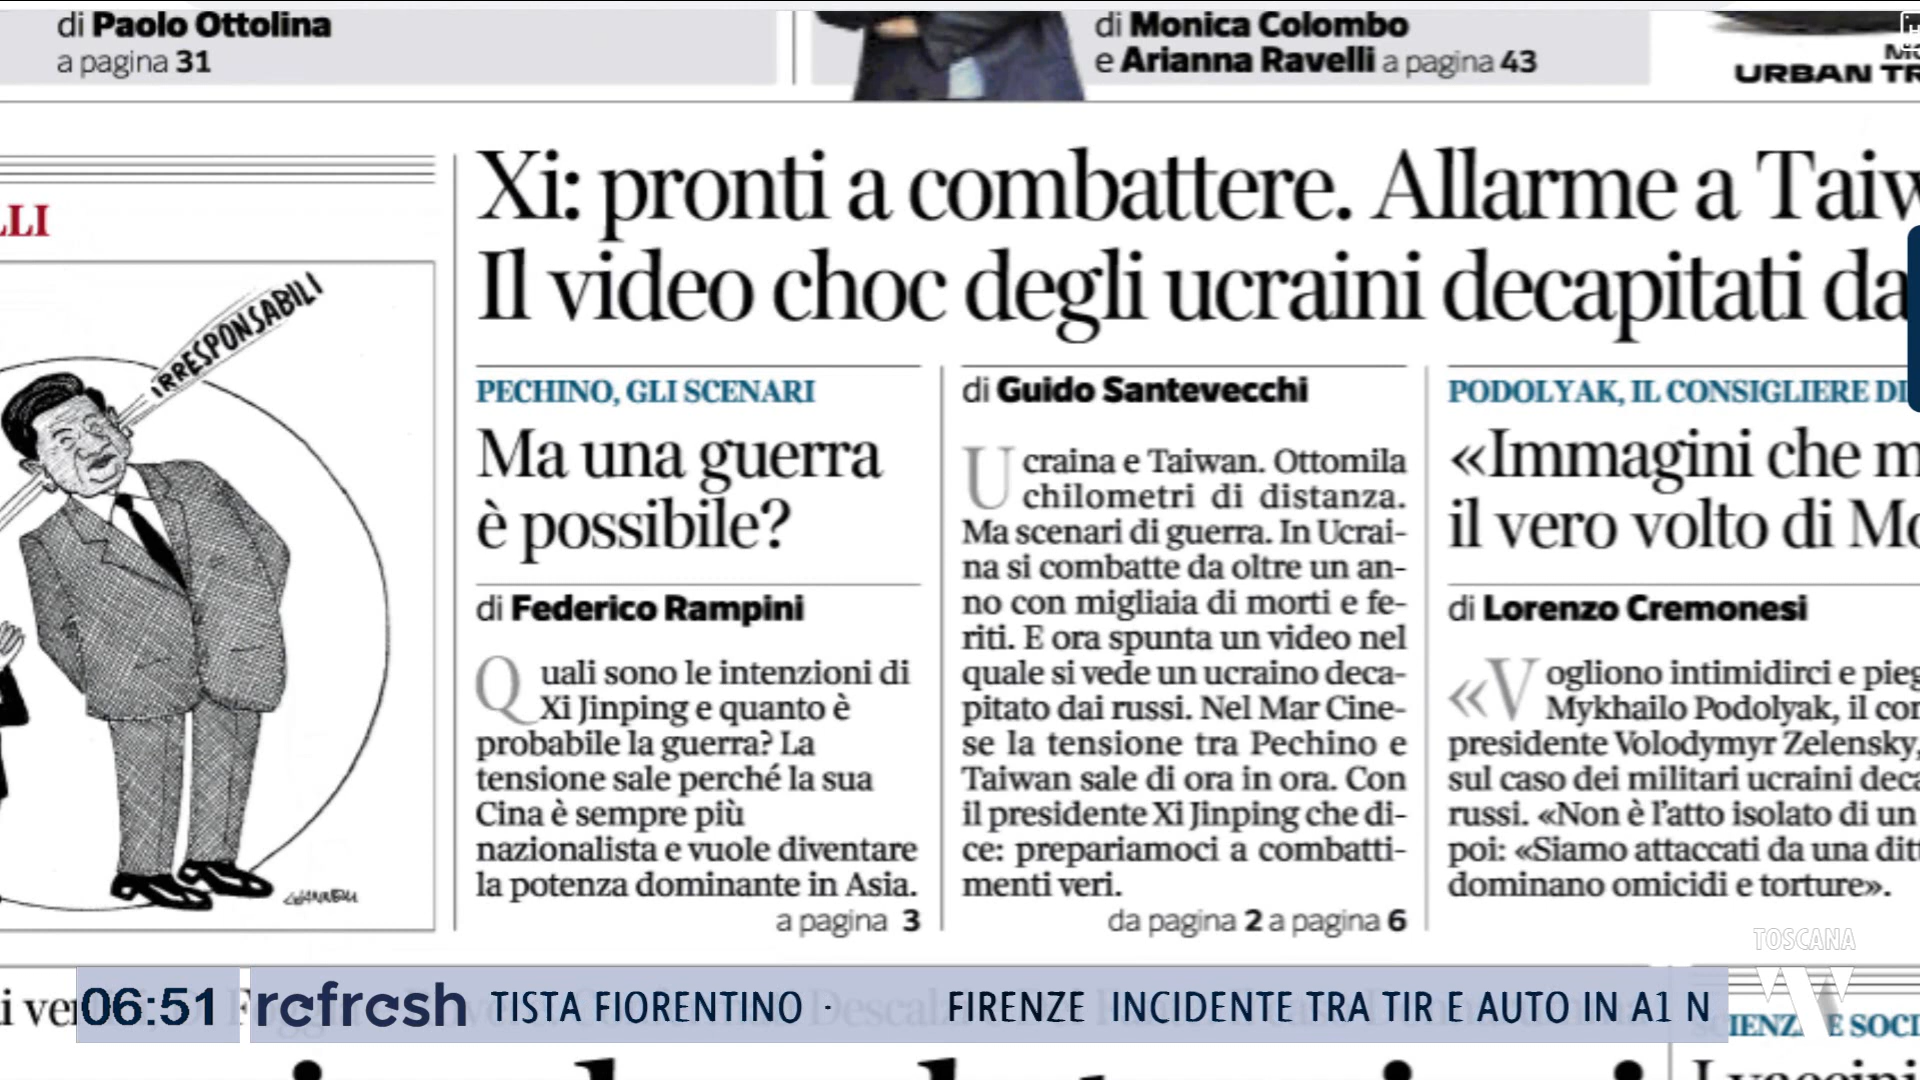 di Paolo Ottolina
a pagina 31
di Monica Colombo
e Arianna Ravelli a pagina 43
URBAN TR
Xi: pronti a combattere. Allarme a Taiw
Il video choc degli ucraini decapitati da
LLI
IRRESPONSABILI
GIANNELLI
PECHINO, GLI SCENARI
Ma una guerra
è possibile?
di Federico Rampini
Quali sono le intenzioni di
Xi Jinping e quanto è
probabile la guerra? La
tensione sale perché la sua
Cina è sempre più
nazionalista e vuole diventare
la potenza dominante in Asia.
a pagina 3
di Guido Santevecchi
Ucraina e Taiwan. Ottomila
chilometri di distanza.
Ma scenari di guerra. In Ucrai-
na si combatte da oltre un an-
no con migliaia di morti e fe-
riti. E ora spunta un video nel
quale si vede un ucraino deca-
pitato dai russi. Nel Mar Cine-
se la tensione tra Pechino e
Taiwan sale di ora in ora. Con
il presidente Xi Jinping che di-
ce: prepariamoci a combatti-
menti veri.
da pagina 2 a pagina 6
PODOLYAK, IL CONSIGLIERE DI
«Immagini che m
il vero volto di Mo
di Lorenzo Cremonesi
«Vogliono intimidirci e pieg
Mykhailo Podolyak, il con
presidente Volodymyr Zelensky,
sul caso dei militari ucraini deca
russi. «Non è l'atto isolato di un
poi: «Siamo attaccati da una ditt
dominano omicidi e torture».
TOSCANA
06:51 rafrash TISTA FIORENTINO · FIRENZE INCIDENTE TRA TIR E AUTO IN A1 N